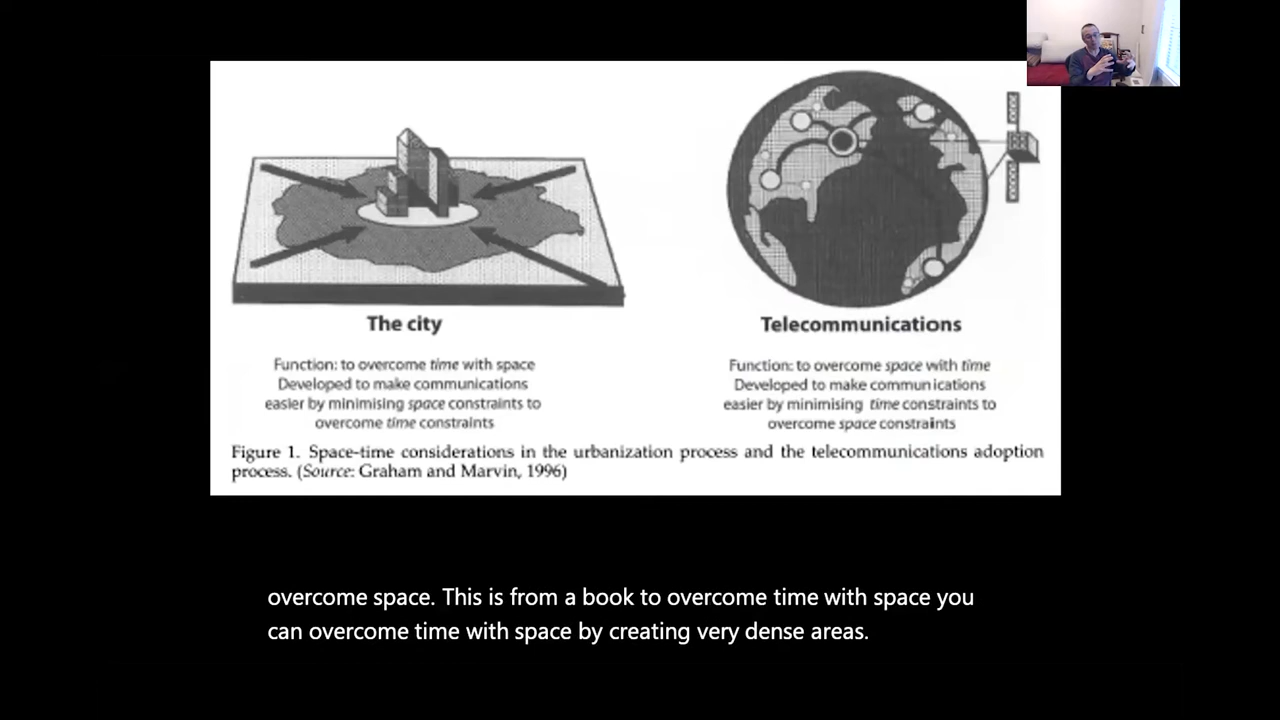 The city
Function: to overcome time with space
Developed to make communications
easier by minimising space constraints to
overcome time constraints
Telecommunications
Function: to overcome space with time
Developed to make communications
easier by minimising time constraints to
overcome space constraints
Figure 1. Space-time considerations in the urbanization process and the telecommunications adoption
process. (Source: Graham and Marvin, 1996)
overcome space. This is from a book to overcome time with space you
can overcome time with space by creating very dense areas.